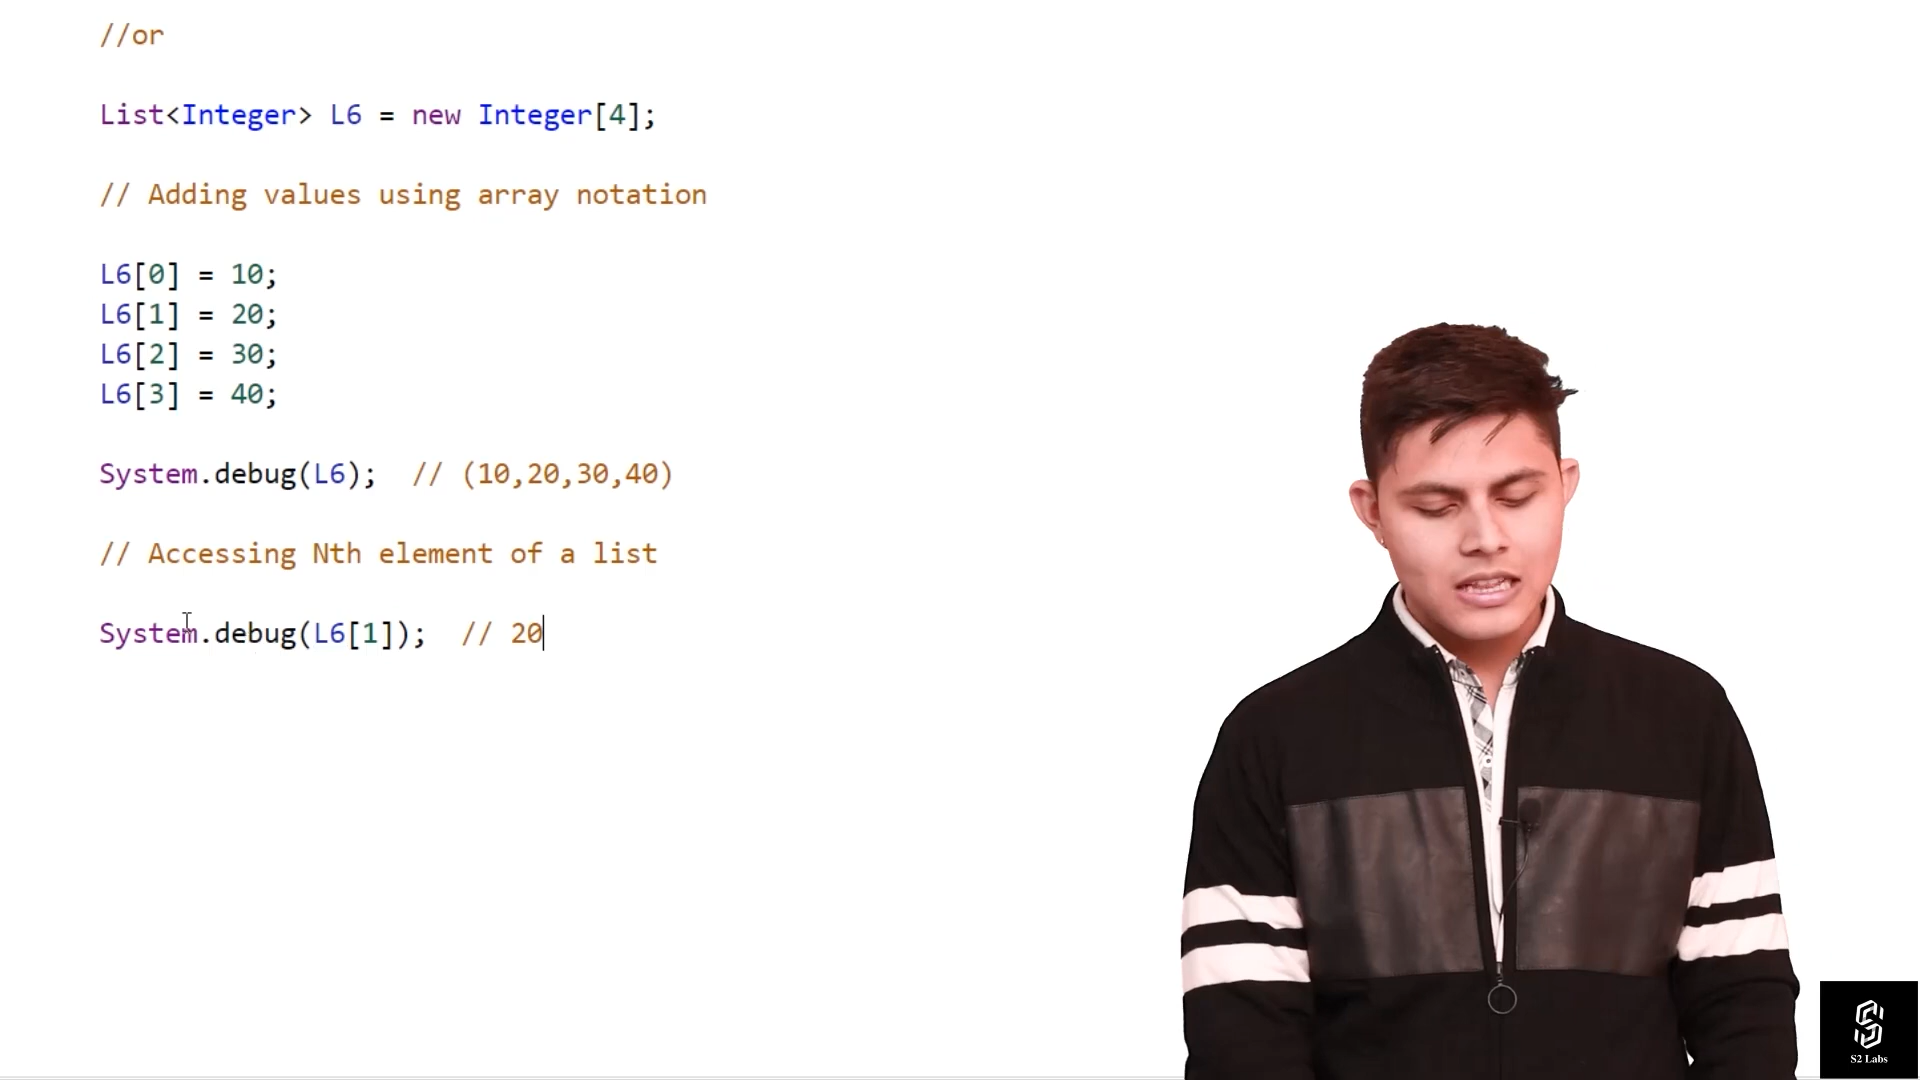 //or
List<Integer> L6 = new Integer[4];
// Adding values using array notation
L6[0] = 10;
L6[1] = 20;
L6[2] = 30;
L6[3] = 40;
System.debug(L6);  // (10,20,30,40)
// Accessing Nth element of a list
System.debug(L6[1]);  // 20
S2 Labs